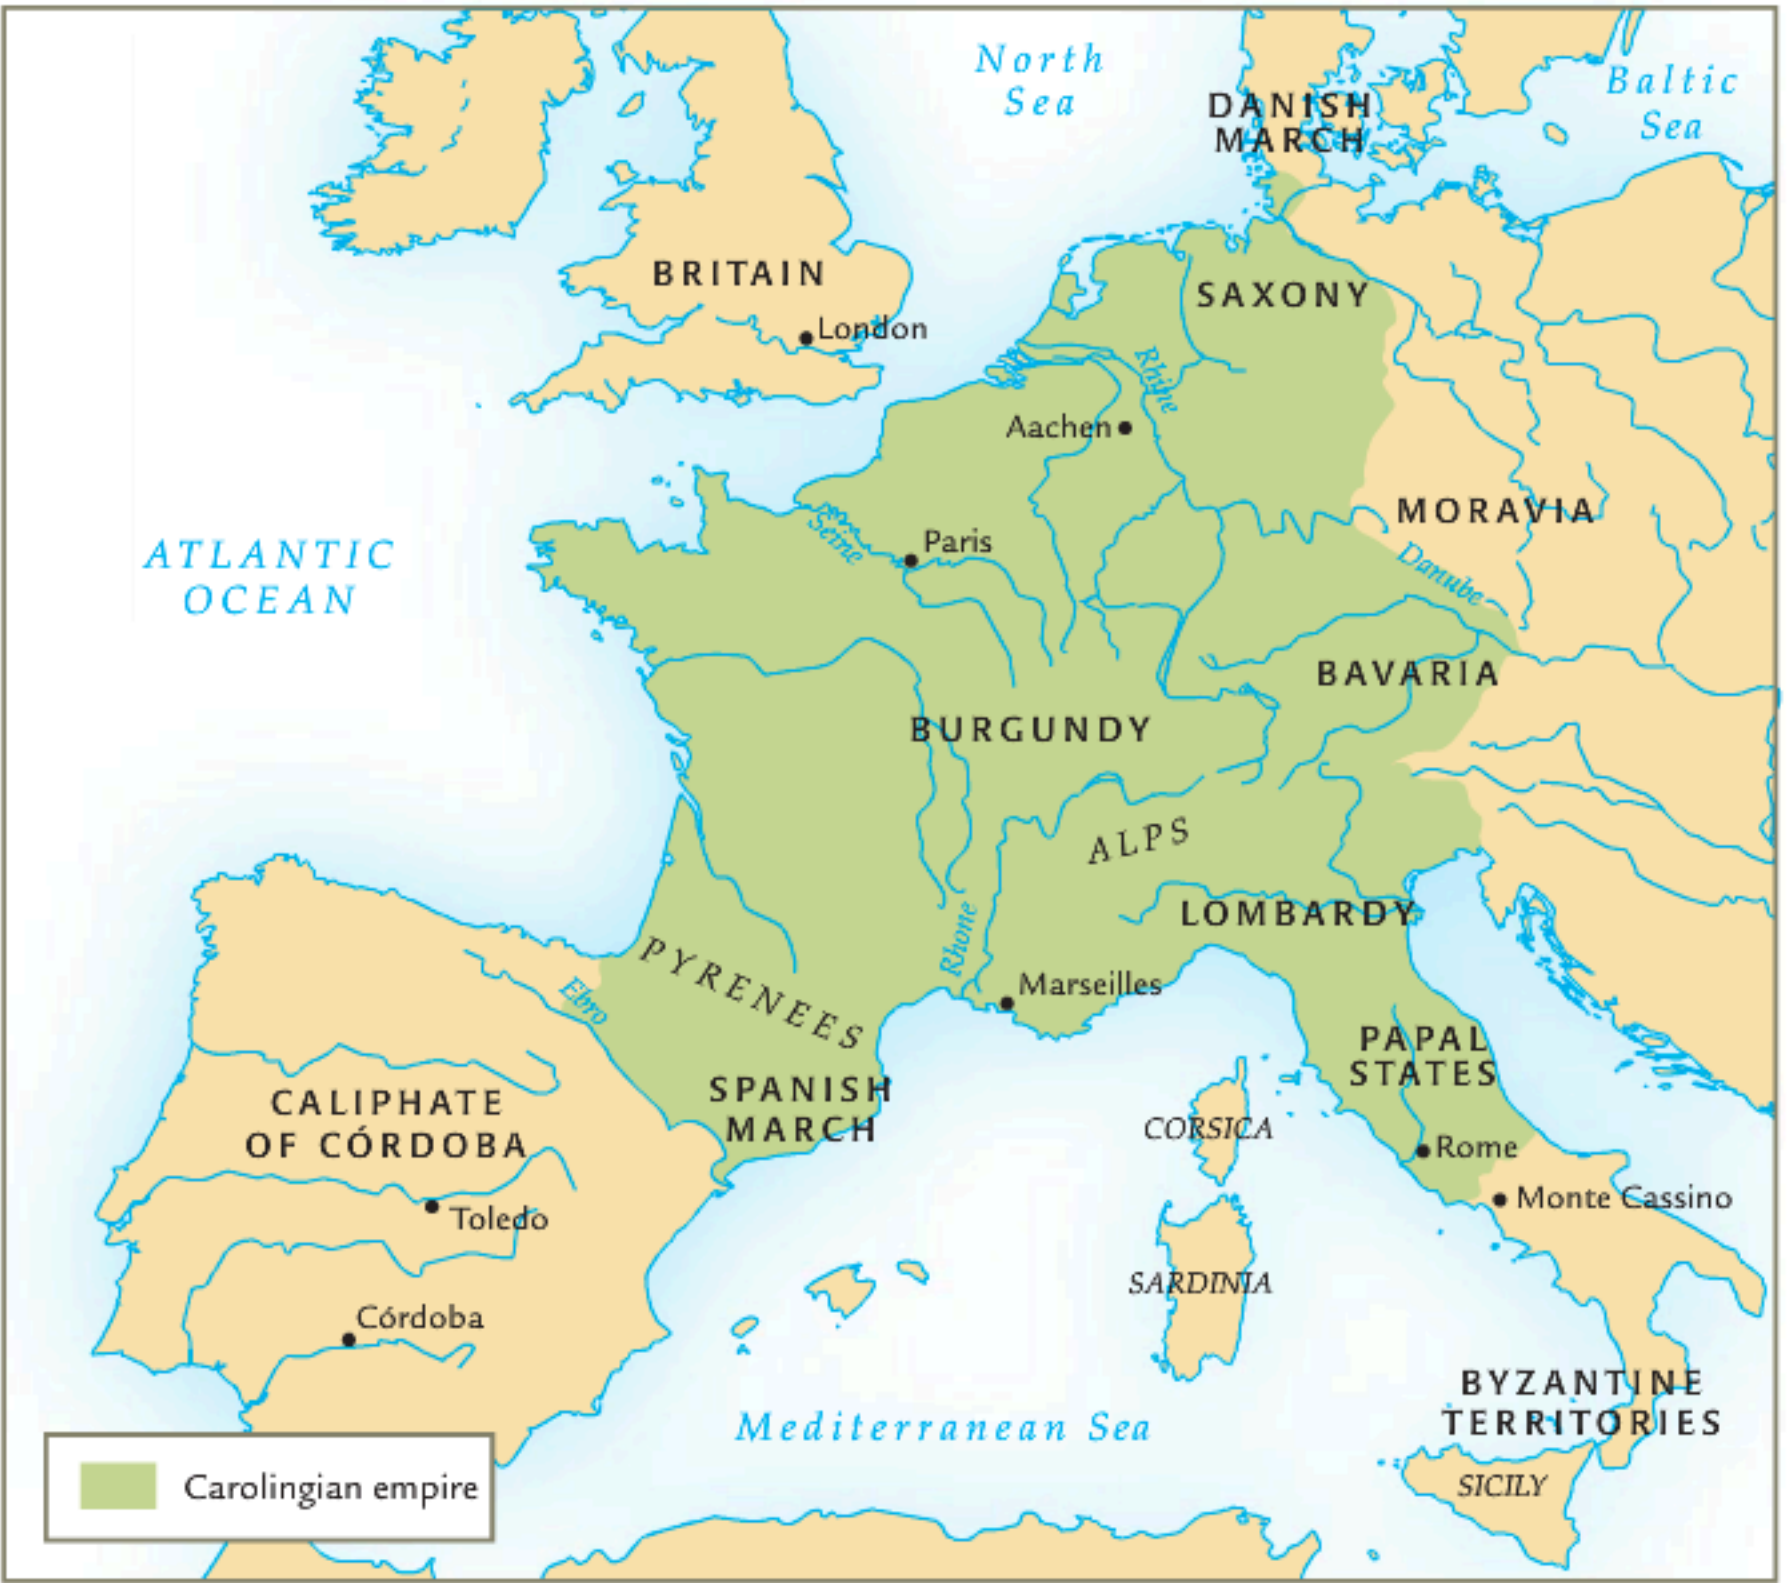 North
Sea
Baltic
Sea
DANISH
MARCH
BRITAIN
SAXONY
London
Rhine
Aachen
MORAVIA
Seine
Paris
ATLANTIC
OCEAN
Danube
BAVARIA
BURGUNDY
ALPS
LOMBARDY
Rhone
PYRENEES
Ebro
Marseilles
PAPAL
STATES
SPANISH
MARCH
CALIPHATE
OF CÓRDOBA
CORSICA
Rome
Monte Cassino
Toledo
SARDINIA
Córdoba
BYZANTINE
TERRITORIES
Mediterranean Sea
SICILY
Carolingian empire